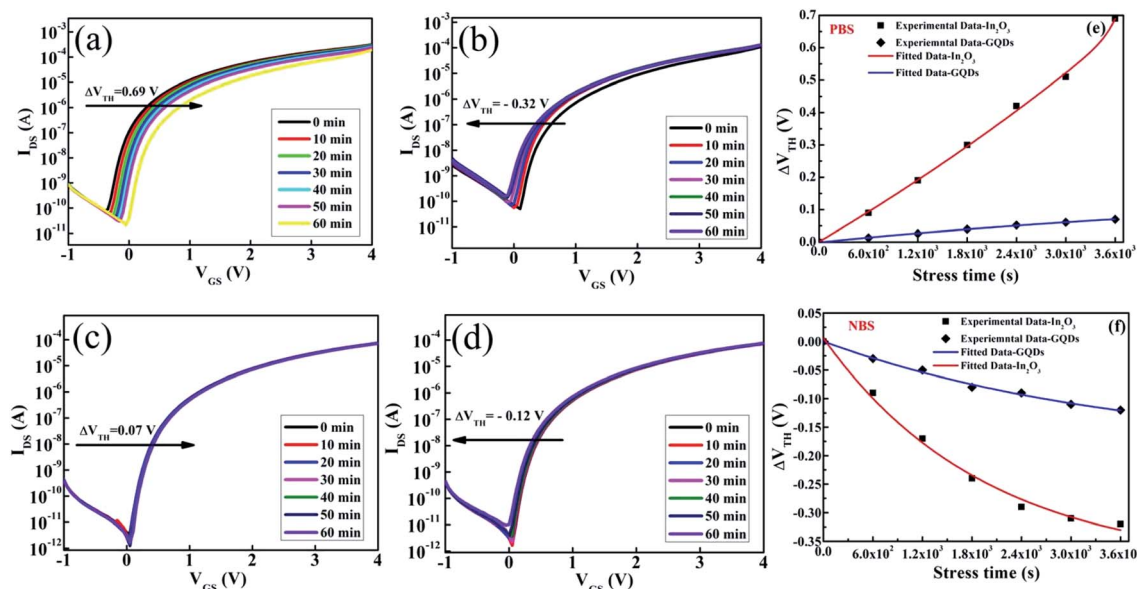 (a)
10⁻³
10⁻⁴
10⁻⁵
10⁻⁶
10⁻⁷
10⁻⁸
10⁻⁹
10⁻¹⁰
10⁻¹¹
I_DS (A)
ΔV_TH=0.69 V
0 min
10 min
20 min
30 min
40 min
50 min
60 min
-1 0 1 2 3 4
V_GS (V)
(b)
10⁻³
10⁻⁴
10⁻⁵
10⁻⁶
10⁻⁷
10⁻⁸
10⁻⁹
10⁻¹⁰
10⁻¹¹
I_DS (A)
ΔV_TH= - 0.32 V
0 min
10 min
20 min
30 min
40 min
50 min
60 min
-1 0 1 2 3 4
V_GS (V)
PBS
(e)
Experimental Data-In₂O₃
Experiemntal Data-GQDs
Fitted Data-In₂O₃
Fitted Data-GQDs
0.7
0.6
0.5
0.4
0.3
0.2
0.1
0.0
ΔV_TH (V)
0.0 6.0x10² 1.2x10³ 1.8x10³ 2.4x10³ 3.0x10³ 3.6x10³
Stress time (s)
(c)
10⁻⁴
10⁻⁵
10⁻⁶
10⁻⁷
10⁻⁸
10⁻⁹
10⁻¹⁰
10⁻¹¹
10⁻¹²
I_DS (A)
ΔV_TH=0.07 V
0 min
10 min
20 min
30 min
40 min
50 min
60 min
-1 0 1 2 3 4
V_GS (V)
(d)
10⁻⁴
10⁻⁵
10⁻⁶
10⁻⁷
10⁻⁸
10⁻⁹
10⁻¹⁰
10⁻¹¹
10⁻¹²
I_DS (A)
ΔV_TH= - 0.12 V
0 min
10 min
20 min
30 min
40 min
50 min
60 min
-1 0 1 2 3 4
V_GS (V)
NBS
(f)
Experimental Data-In₂O₃
Experiemntal Data-GQDs
Fitted Data-GQDs
Fitted Data-In₂O₃
0.05
0.00
-0.05
-0.10
-0.15
-0.20
-0.25
-0.30
-0.35
ΔV_TH (V)
0.0 6.0x10² 1.2x10³ 1.8x10³ 2.4x10³ 3.0x10³ 3.6x10³
Stress time (s)